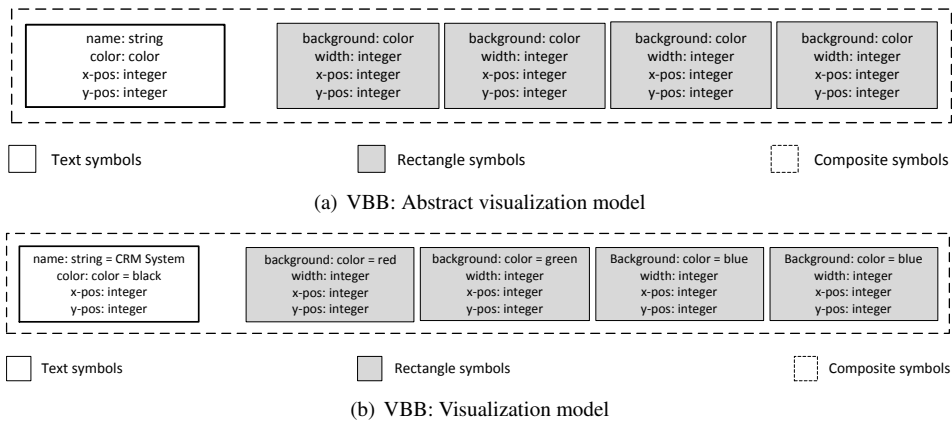 name: string
color: color
x-pos: integer
y-pos: integer
background: color
width: integer
x-pos: integer
y-pos: integer
background: color
width: integer
x-pos: integer
y-pos: integer
background: color
width: integer
x-pos: integer
y-pos: integer
background: color
width: integer
x-pos: integer
y-pos: integer
Text symbols
Rectangle symbols
Composite symbols
(a) VBB: Abstract visualization model
name: string = CRM System
color: color = black
x-pos: integer
y-pos: integer
background: color = red
width: integer
x-pos: integer
y-pos: integer
background: color = green
width: integer
x-pos: integer
y-pos: integer
Background: color = blue
width: integer
x-pos: integer
y-pos: integer
Background: color = blue
width: integer
x-pos: integer
y-pos: integer
Text symbols
Rectangle symbols
Composite symbols
(b) VBB: Visualization model